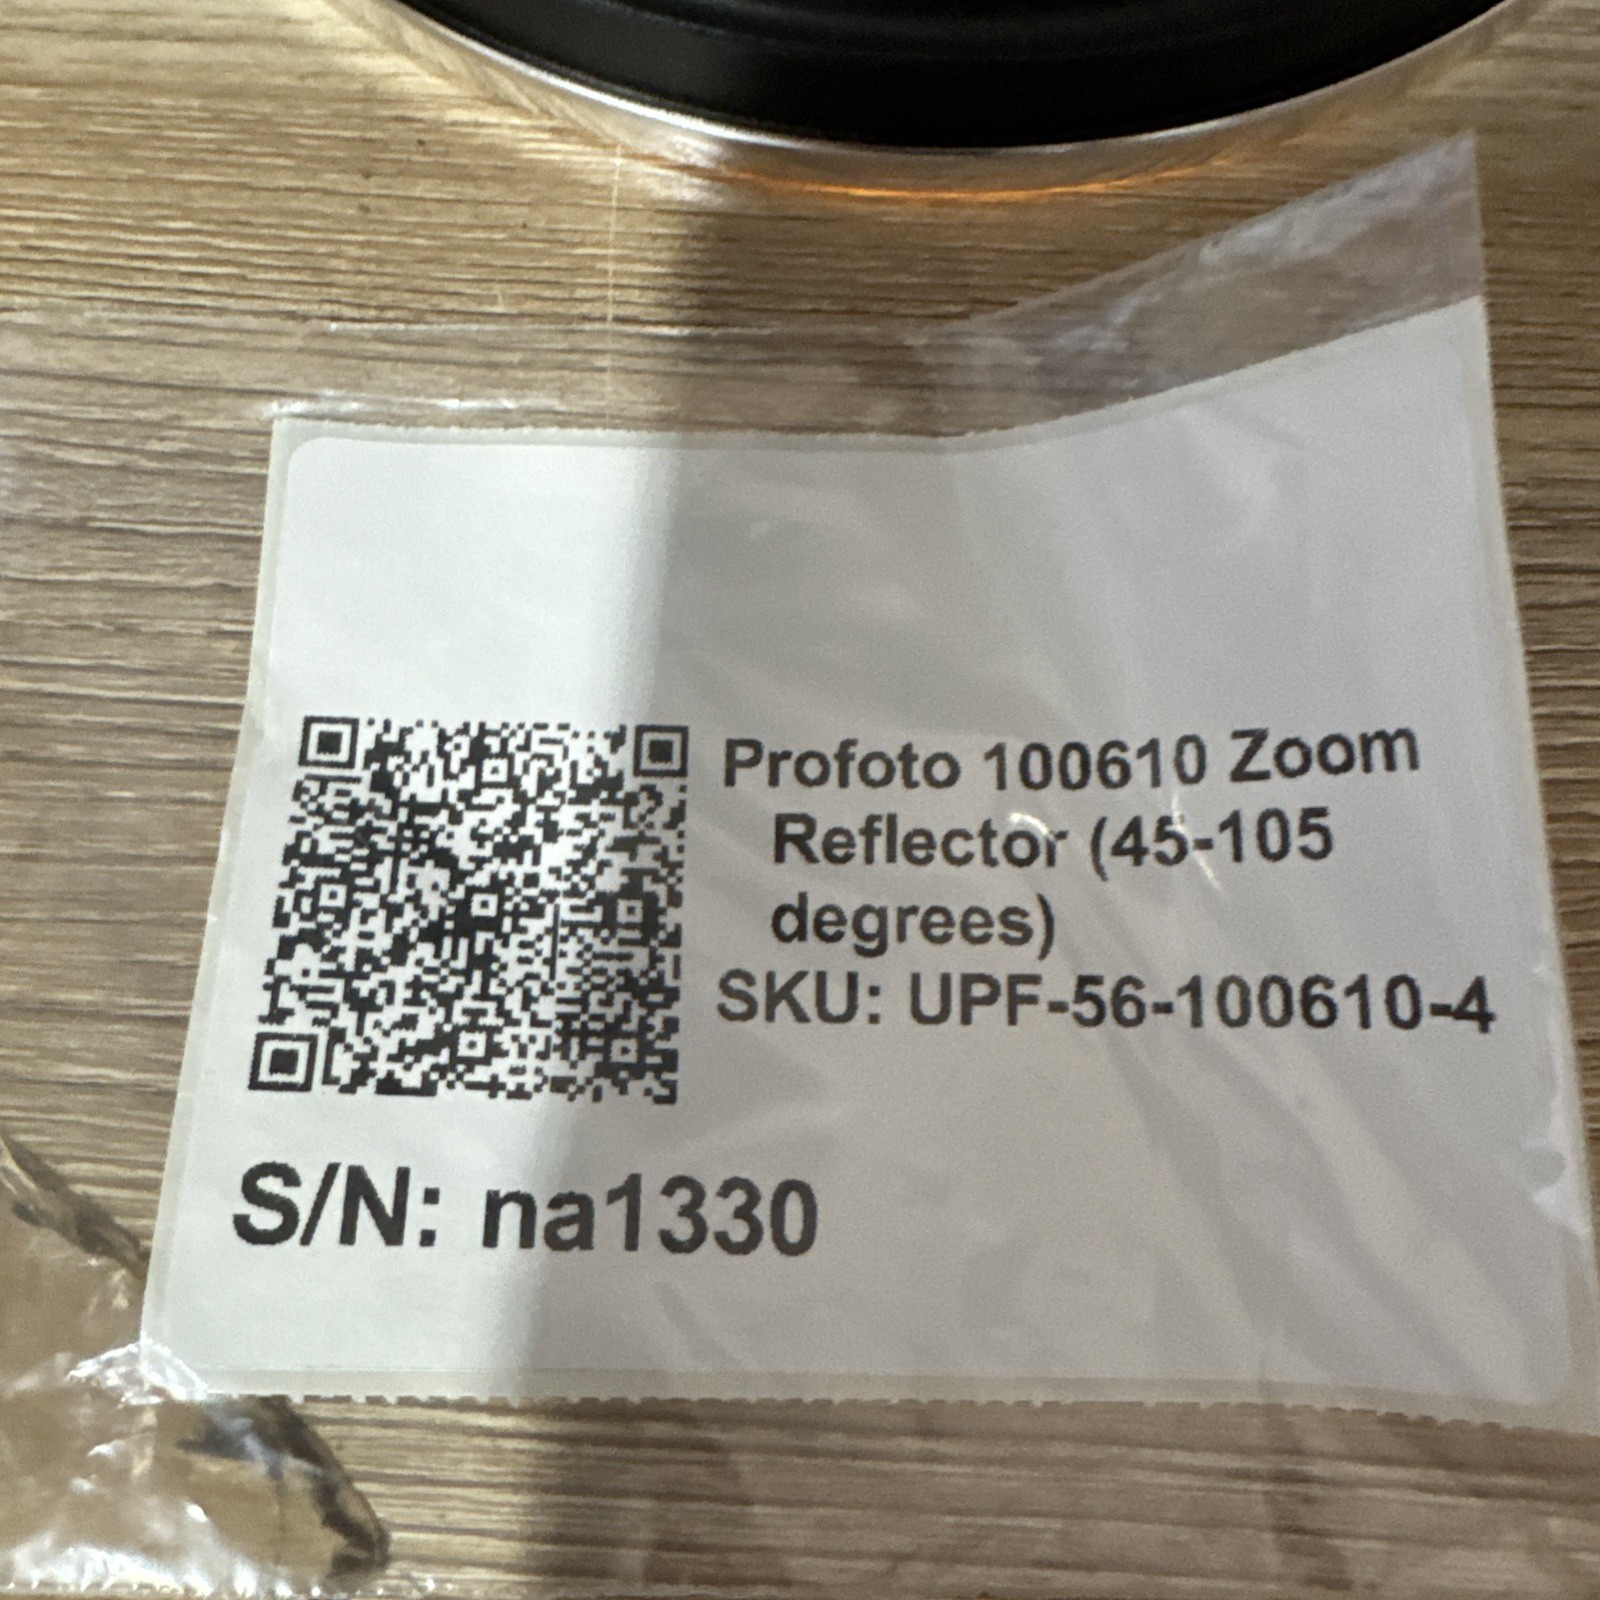 Profoto 100610 Zoom
Reflector (45-105
degrees)
SKU: UPF-56-100610-4
S/N: na1330